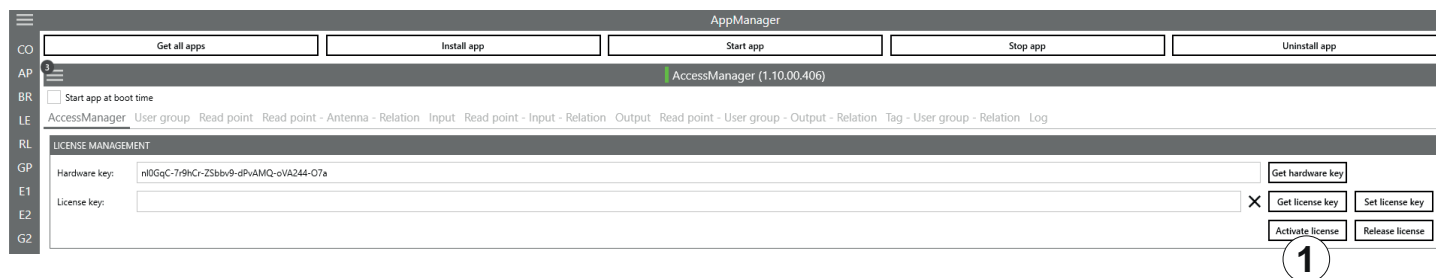 AppManager
CO
Get all apps
Install app
Start app
Stop app
Uninstall app
AP
3
AccessManager (1.10.00.406)
BR
Start app at boot time
LE
AccessManager User group Read point Read point - Antenna - Relation Input Read point - Input - Relation Output Read point - User group - Output - Relation Tag - User group - Relation Log
RL
LICENSE MANAGEMENT
GP
Hardware key: nI0GqC-7r9hCr-ZSbbv9-dPvAMQ-oVA244-O7a Get hardware key
E1
License key: Get license key Set license key
E2
G2
Activate license Release license
1